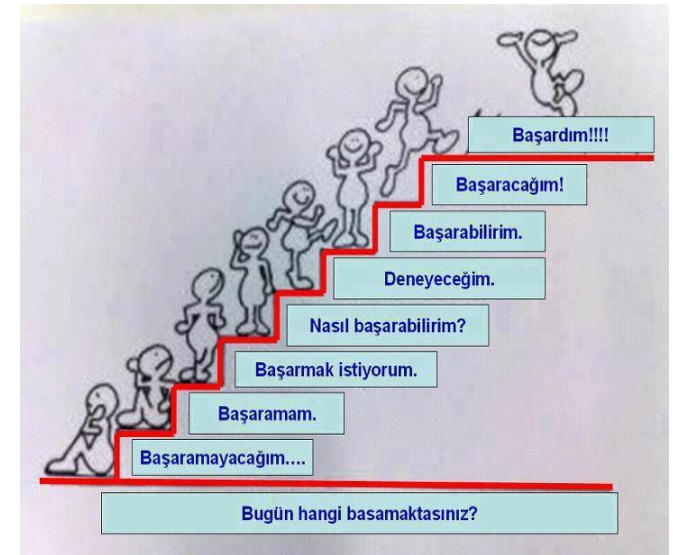 Başardım!!!!
Başaracağım!
Başarabilirim.
Deneyeceğim.
Nasıl başarabilirim?
Başarmak istiyorum.
Başaramam.
Başaramayacağım....
Bugün hangi basamaktasınız?